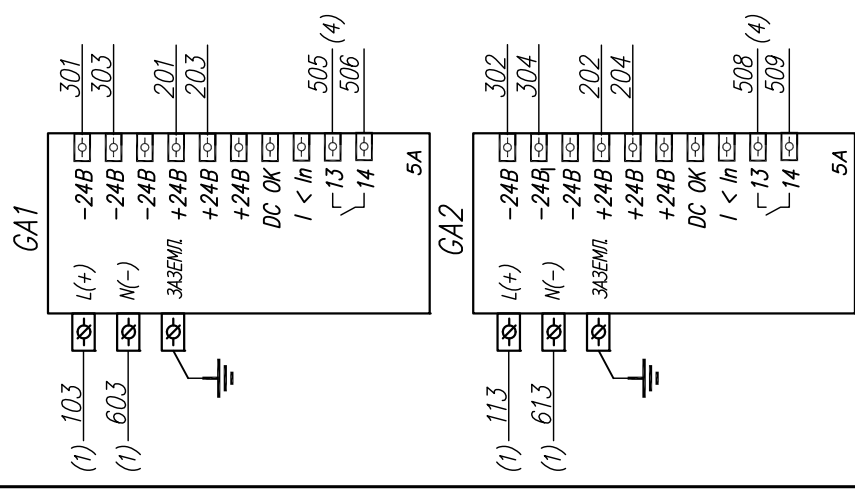 GA1
301
303
201
203
505 (4)
506
-24В
-24В
-24В
+24В
+24В
+24В
DC OK
I < In
13
14
5А
L(+)
N(-)
ЗАЗЕМЛ.
(1) 103
(1) 603
GA2
302
304
202
204
508 (4)
509
-24В
-24В
-24В
+24В
+24В
+24В
DC OK
I < In
13
14
5А
L(+)
N(-)
ЗАЗЕМЛ.
(1) 113
(1) 613